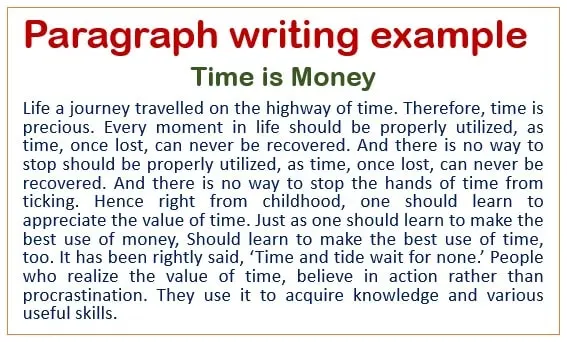 Paragraph writing example
Time is Money
Life a journey travelled on the highway of time. Therefore, time is
precious. Every moment in life should be properly utilized, as
time, once lost, can never be recovered. And there is no way to
stop should be properly utilized, as time, once lost, can never be
recovered. And there is no way to stop the hands of time from
ticking. Hence right from childhood, one should learn to
appreciate the value of time. Just as one should learn to make the
best use of money, Should learn to make the best use of time,
too. It has been rightly said, ‘Time and tide wait for none.’ People
who realize the value of time, believe in action rather than
procrastination. They use it to acquire knowledge and various
useful skills.